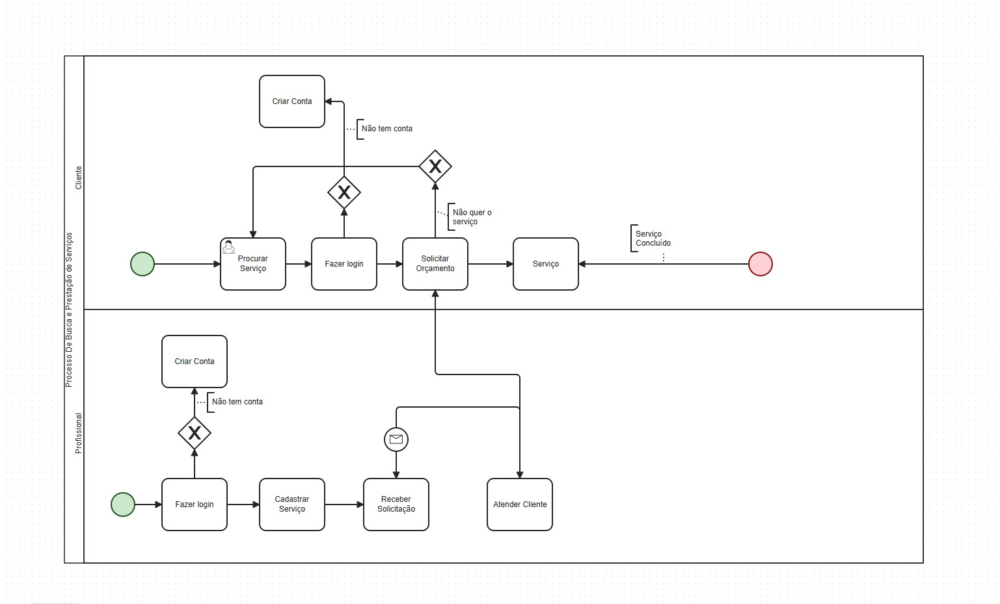 Processo De Busca e Prestação de Serviços
Cliente
Criar Conta
Não tem conta
Não quer o
serviço
Procurar
Serviço
Fazer login
Solicitar
Orçamento
Serviço
Serviço
Concluído
Profissional
Criar Conta
Não tem conta
Fazer login
Cadastrar
Serviço
Receber
Solicitação
Atender Cliente